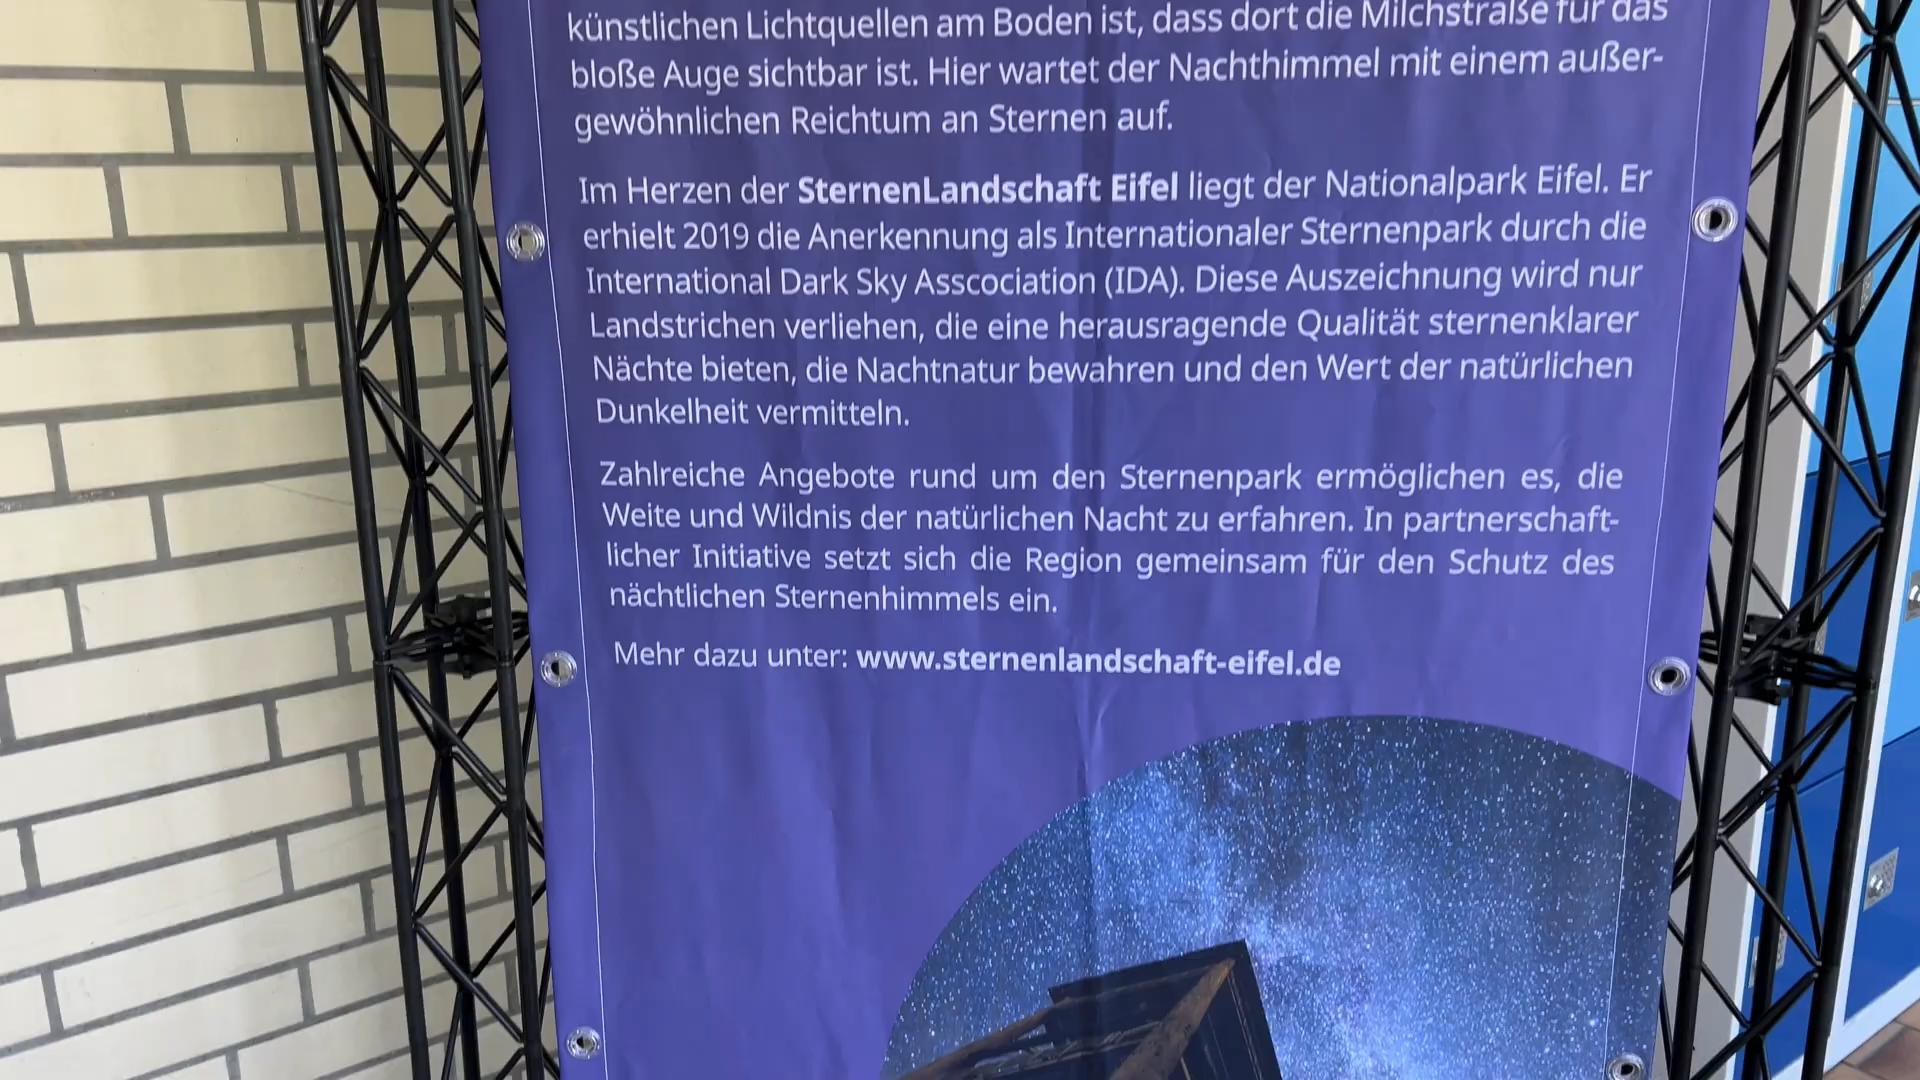 künstlichen Lichtquellen am Boden ist, dass dort die Milchstraße für das
bloße Auge sichtbar ist. Hier wartet der Nachthimmel mit einem außer-
gewöhnlichen Reichtum an Sternen auf.
Im Herzen der SternenLandschaft Eifel liegt der Nationalpark Eifel. Er
erhielt 2019 die Anerkennung als Internationaler Sternenpark durch die
International Dark Sky Asscociation (IDA). Diese Auszeichnung wird nur
Landstrichen verliehen, die eine herausragende Qualität sternenklarer
Nächte bieten, die Nachtnatur bewahren und den Wert der natürlichen
Dunkelheit vermitteln.
Zahlreiche Angebote rund um den Sternenpark ermöglichen es, die
Weite und Wildnis der natürlichen Nacht zu erfahren. In partnerschaft-
licher Initiative setzt sich die Region gemeinsam für den Schutz des
nächtlichen Sternenhimmels ein.
Mehr dazu unter: www.sternenlandschaft-eifel.de